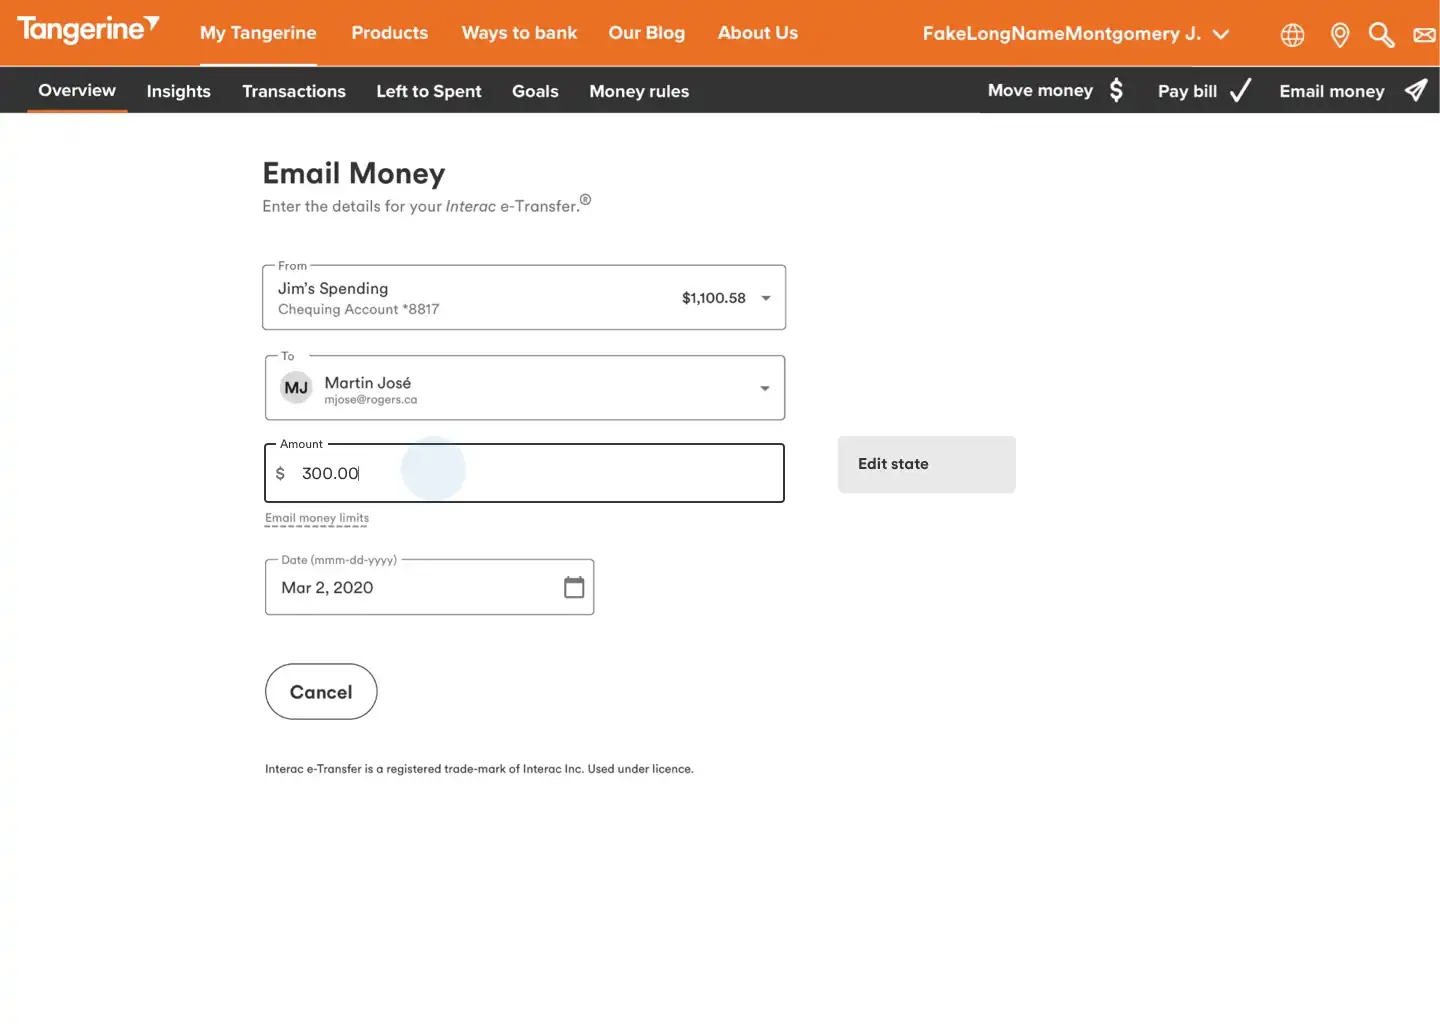 Tangerine
My Tangerine
Products
Ways to bank
Our Blog
About Us
FakeLongNameMontgomery J.
Overview
Insights
Transactions
Left to Spent
Goals
Money rules
Move money $
Pay bill
Email money
Email Money
Enter the details for your Interac e-Transfer.®
From
Jim’s Spending
Chequing Account *8817
$1,100.58
To
MJ
Martin José
mjose@rogers.ca
Amount
$ 300.00
Edit state
Email money limits
Date (mmm-dd-yyyy)
Mar 2, 2020
Cancel
Interac e-Transfer is a registered trade-mark of Interac Inc. Used under licence.